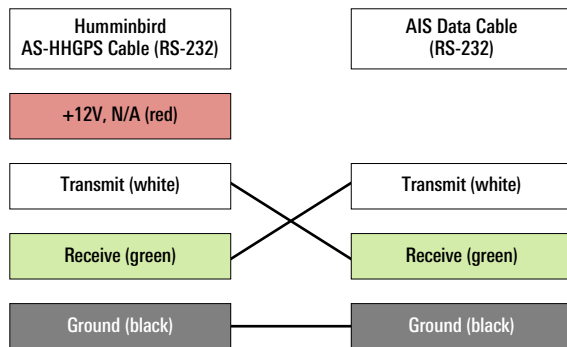 Humminbird
AS-HHGPS Cable (RS-232)
AIS Data Cable
(RS-232)
+12V, N/A (red)
Transmit (white)
Transmit (white)
Receive (green)
Receive (green)
Ground (black)
Ground (black)